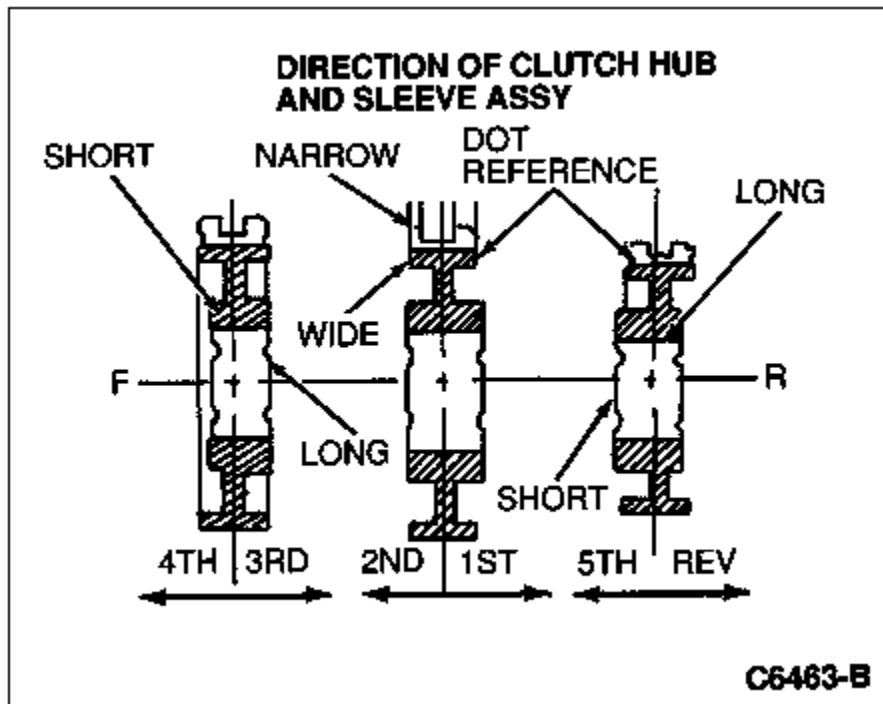 DIRECTION OF CLUTCH HUB
AND SLEEVE ASSY
SHORT
NARROW
DOT
REFERENCE
LONG
WIDE
F
R
LONG
SHORT
4TH 3RD
2ND 1ST
5TH REV
C6463-B